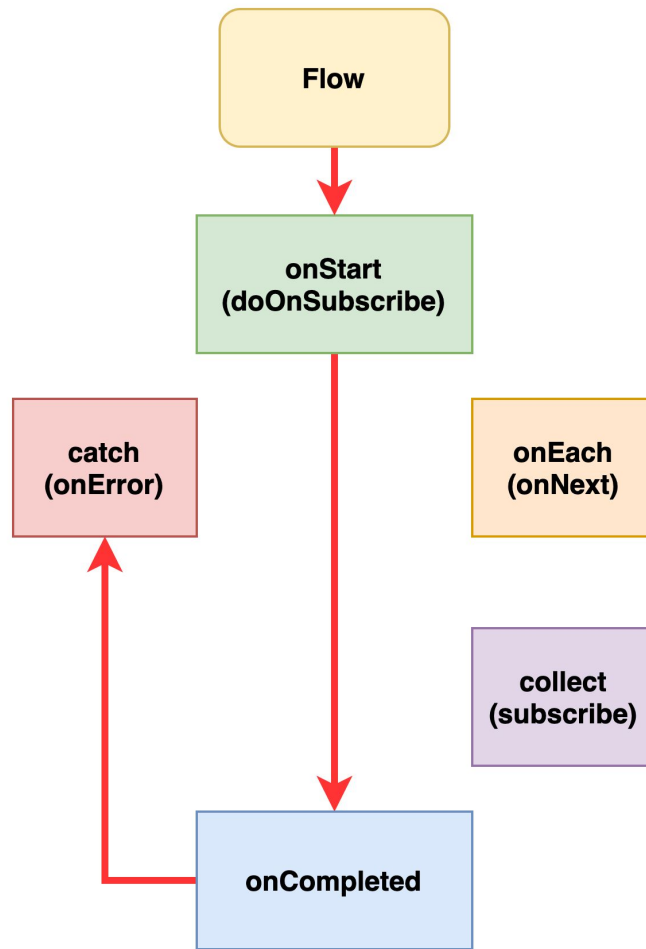 Flow
onStart
(doOnSubscribe)
catch
(onError)
onEach
(onNext)
collect
(subscribe)
onCompleted